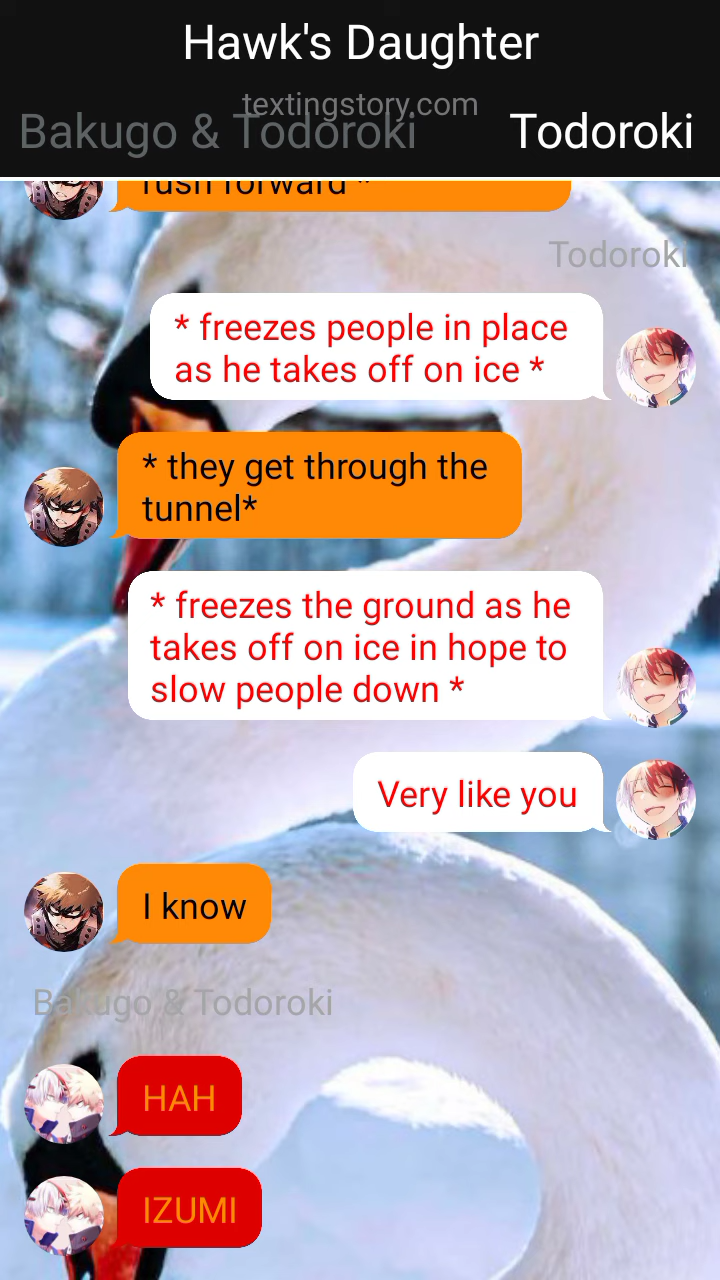 Hawk's Daughter
textingstory.com
Bakugo & Todoroki
Todoroki
rush forward *
Todoroki
* freezes people in place
as he takes off on ice *
* they get through the
tunnel*
* freezes the ground as he
takes off on ice in hope to
slow people down *
Very like you
I know
Bakugo & Todoroki
HAH
IZUMI